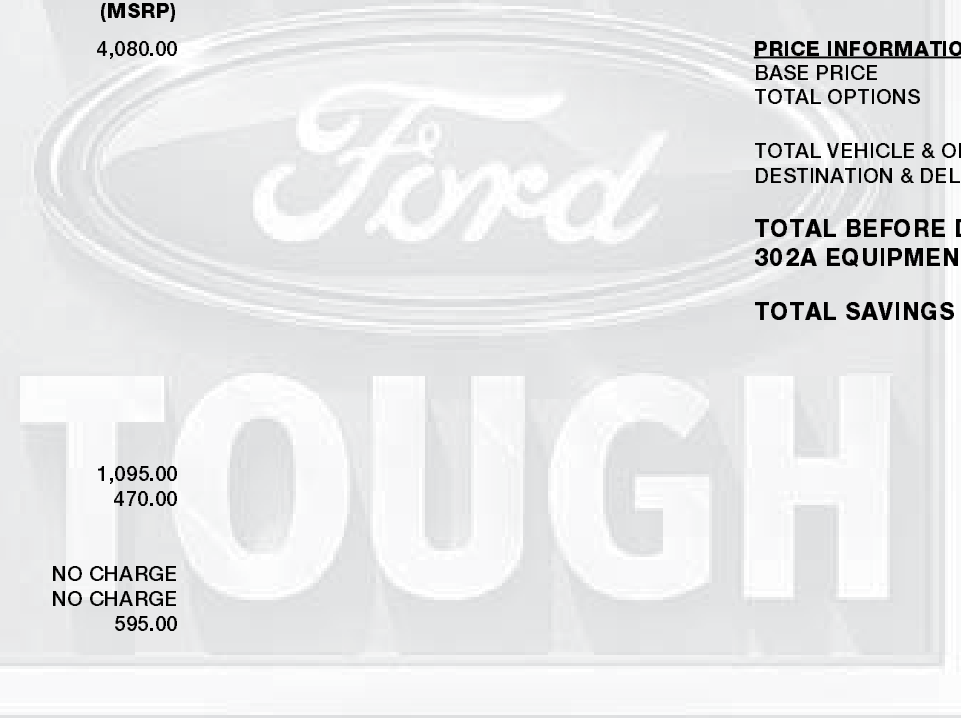 (MSRP)
4,080.00
1,095.00
470.00
NO CHARGE
NO CHARGE
595.00
PRICE INFORMATIO
BASE PRICE
TOTAL OPTIONS
TOTAL VEHICLE & O
DESTINATION & DEL
TOTAL BEFORE D
302A EQUIPMEN
TOTAL SAVINGS
Ford
TOUGH